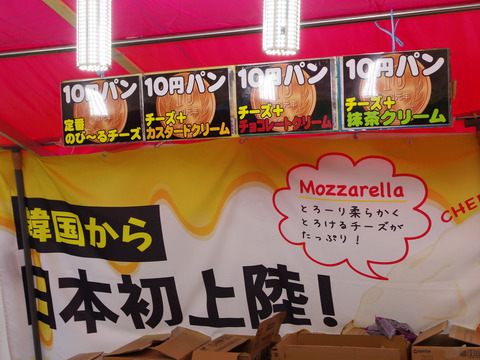 10円パン
定番
のび〜るチーズ
10円パン
チーズ+
カスタードクリーム
10円パン
チーズ+
チョコレートクリーム
10円パン
チーズ+
抹茶クリーム
Mozzarella
とろーり柔らかく
とろけるチーズが
たっぷり!
韓国から
日本初上陸!